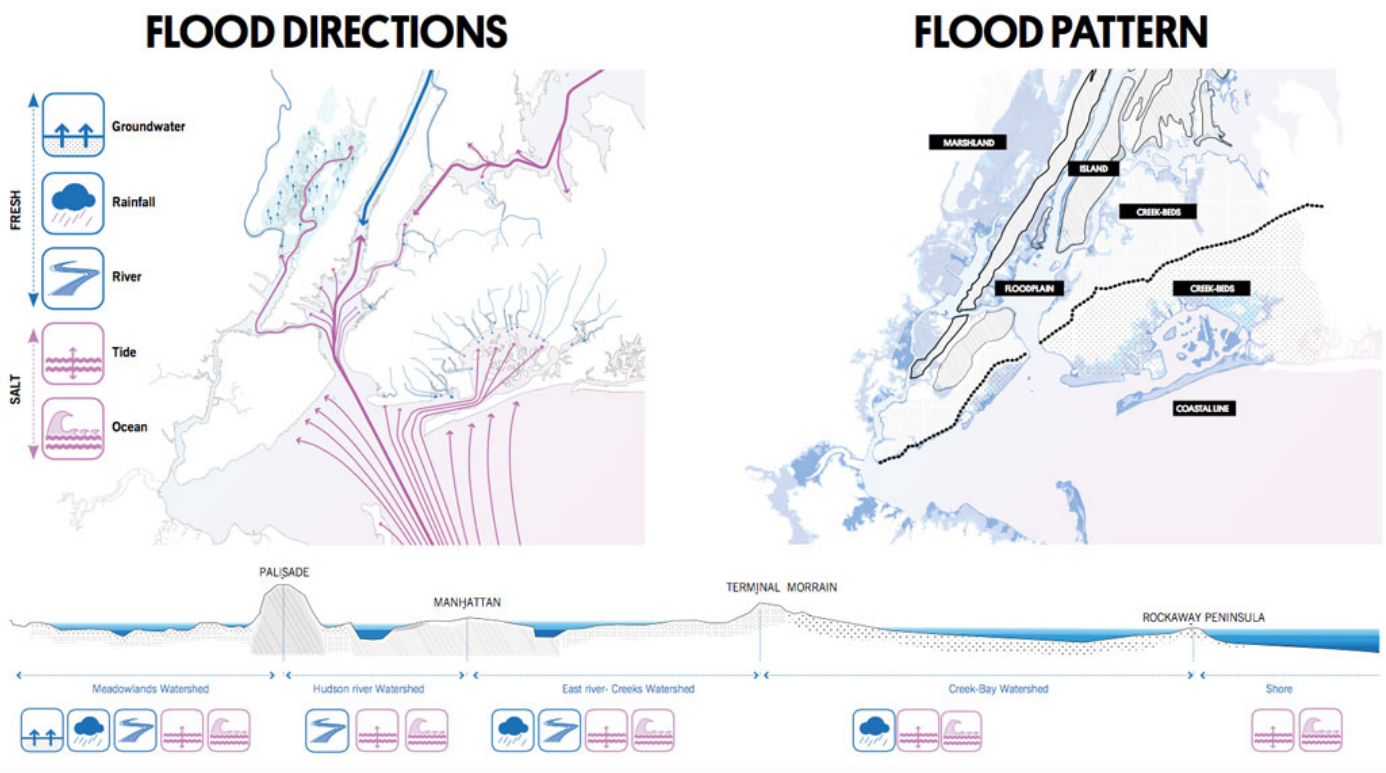 FLOOD DIRECTIONS
FLOOD PATTERN
FRESH
Groundwater
Rainfall
River
SALT
Tide
Ocean
MARSHLAND
ISLAND
CREEK-BEDS
FLOODPLAIN
CREEK-BEDS
COASTAL LINE
PALISADE
MANHATTAN
TERMINAL MORRAIN
ROCKAWAY PENINSULA
Meadowlands Watershed
Hudson river Watershed
East river- Creeks Watershed
Creek-Bay Watershed
Shore